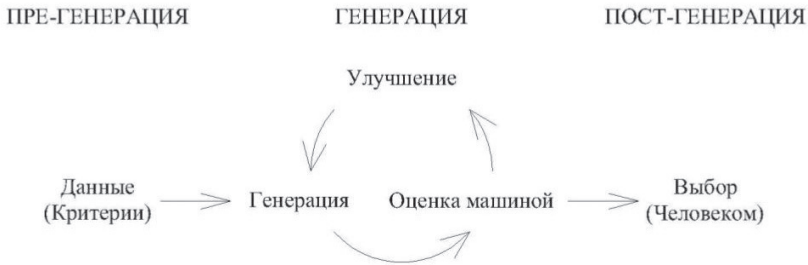 ПРЕ-ГЕНЕРАЦИЯ ГЕНЕРАЦИЯ ПОСТ-ГЕНЕРАЦИЯ
Улучшение
Данные
(Критерии)
Генерация
Оценка машиной
Выбор
(Человеком)